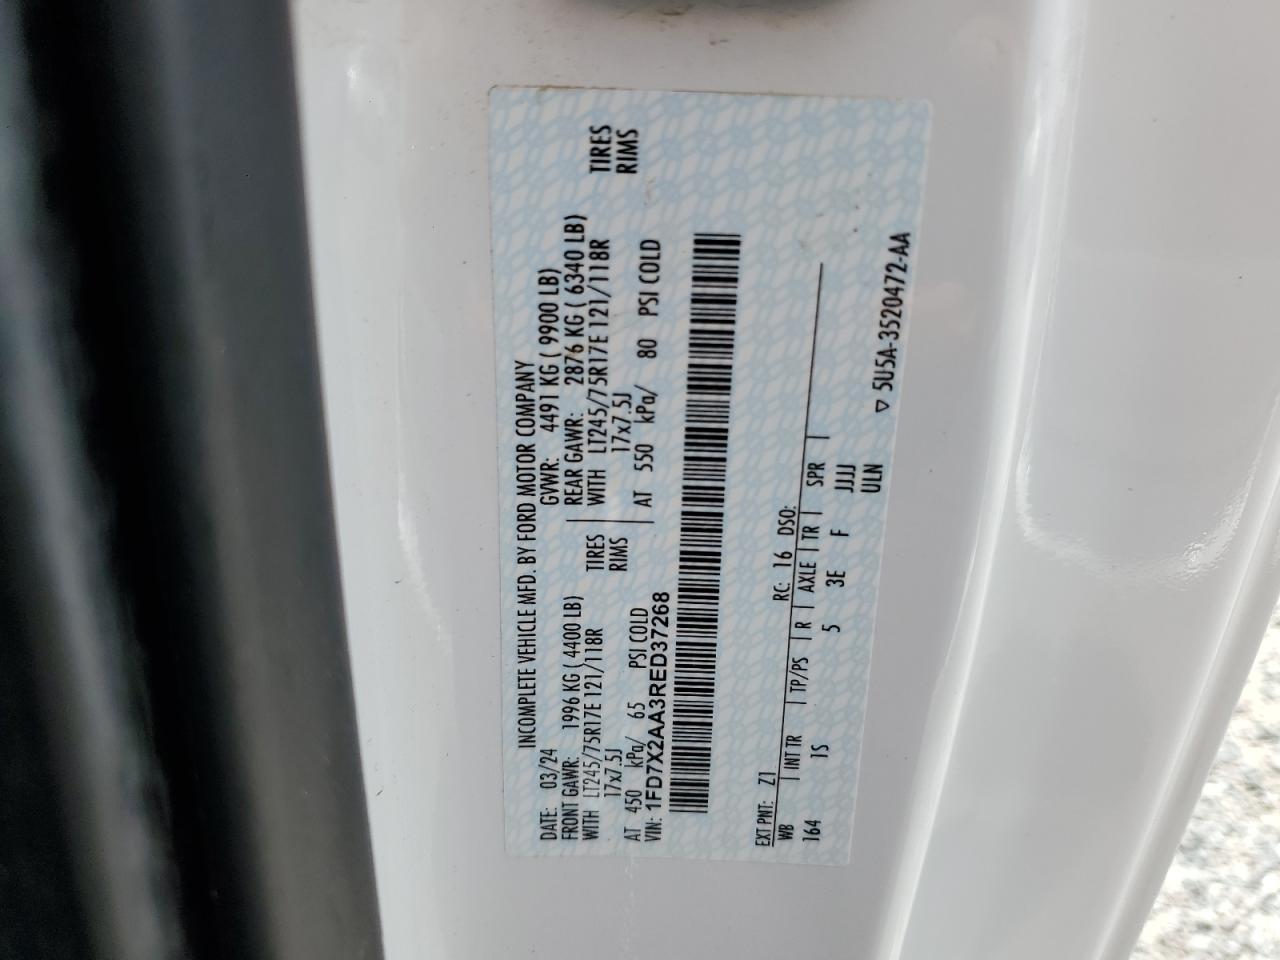 INCOMPLETE VEHICLE MFD. BY FORD MOTOR COMPANY
DATE: 03/24 GVWR: 4491 KG ( 9900 LB)
FRONT GAWR: 1996 KG ( 4400 LB) REAR GAWR: 2876 KG ( 6340 LB)
WITH LT245/75R17E 121/118R TIRES WITH LT245/75R17E 121/118R TIRES
17x7.5J RIMS 17x7.5J RIMS
AT 450 kPa/ 65 PSI COLD AT 550 kPa/ 80 PSI COLD
VIN: 1FD7X2AA3RED37268
EXT PNT: Z1 RC: 16 DSO:
WB INT TR TP/PS R AXLE TR SPR
164 1S 5 3E F JJJJ
ULN
▽ 5U5A-3520472-AA